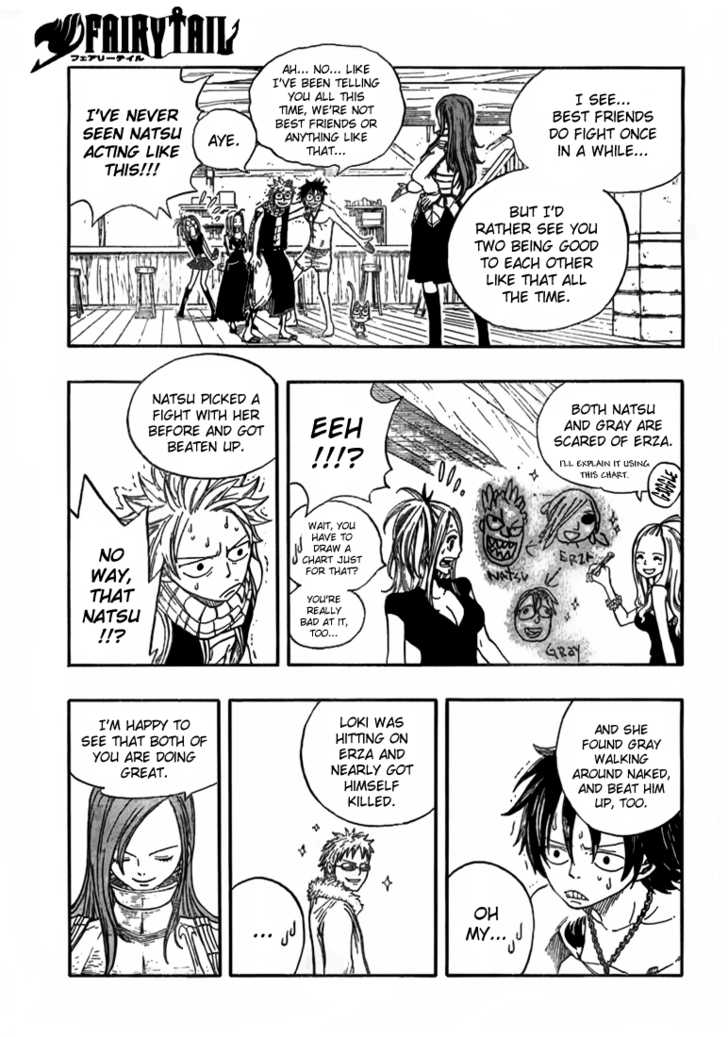 FAIRY TAIL
フェアリーテイル
I SEE...
BEST FRIENDS
DO FIGHT ONCE
IN A WHILE...
BUT I'D
RATHER SEE YOU
TWO BEING GOOD
TO EACH OTHER
LIKE THAT ALL
THE TIME.
AH... NO... LIKE
I'VE BEEN TELLING
YOU ALL THIS
TIME, WE'RE NOT
BEST FRIENDS OR
ANYTHING LIKE
THAT...
AYE.
I'VE NEVER
SEEN NATSU
ACTING LIKE
THIS!!!
BOTH NATSU
AND GRAY ARE
SCARED OF ERZA.
I'LL EXPLAIN IT USING
THIS CHART.
DOODLE
DOODLE
NATSU
ERZA
GRAY
EEH
!!!?
WAIT, YOU
HAVE TO
DRAW A
CHART JUST
FOR THAT?
YOU'RE
REALLY
BAD AT IT,
TOO...
NATSU PICKED A
FIGHT WITH HER
BEFORE AND GOT
BEATEN UP.
NO
WAY,
THAT
NATSU
!!?
AND SHE
FOUND GRAY
WALKING
AROUND NAKED,
AND BEAT HIM
UP, TOO.
OH
MY...
LOKI WAS
HITTING ON
ERZA AND
NEARLY GOT
HIMSELF
KILLED.
...
I'M HAPPY TO
SEE THAT BOTH OF
YOU ARE DOING
GREAT.